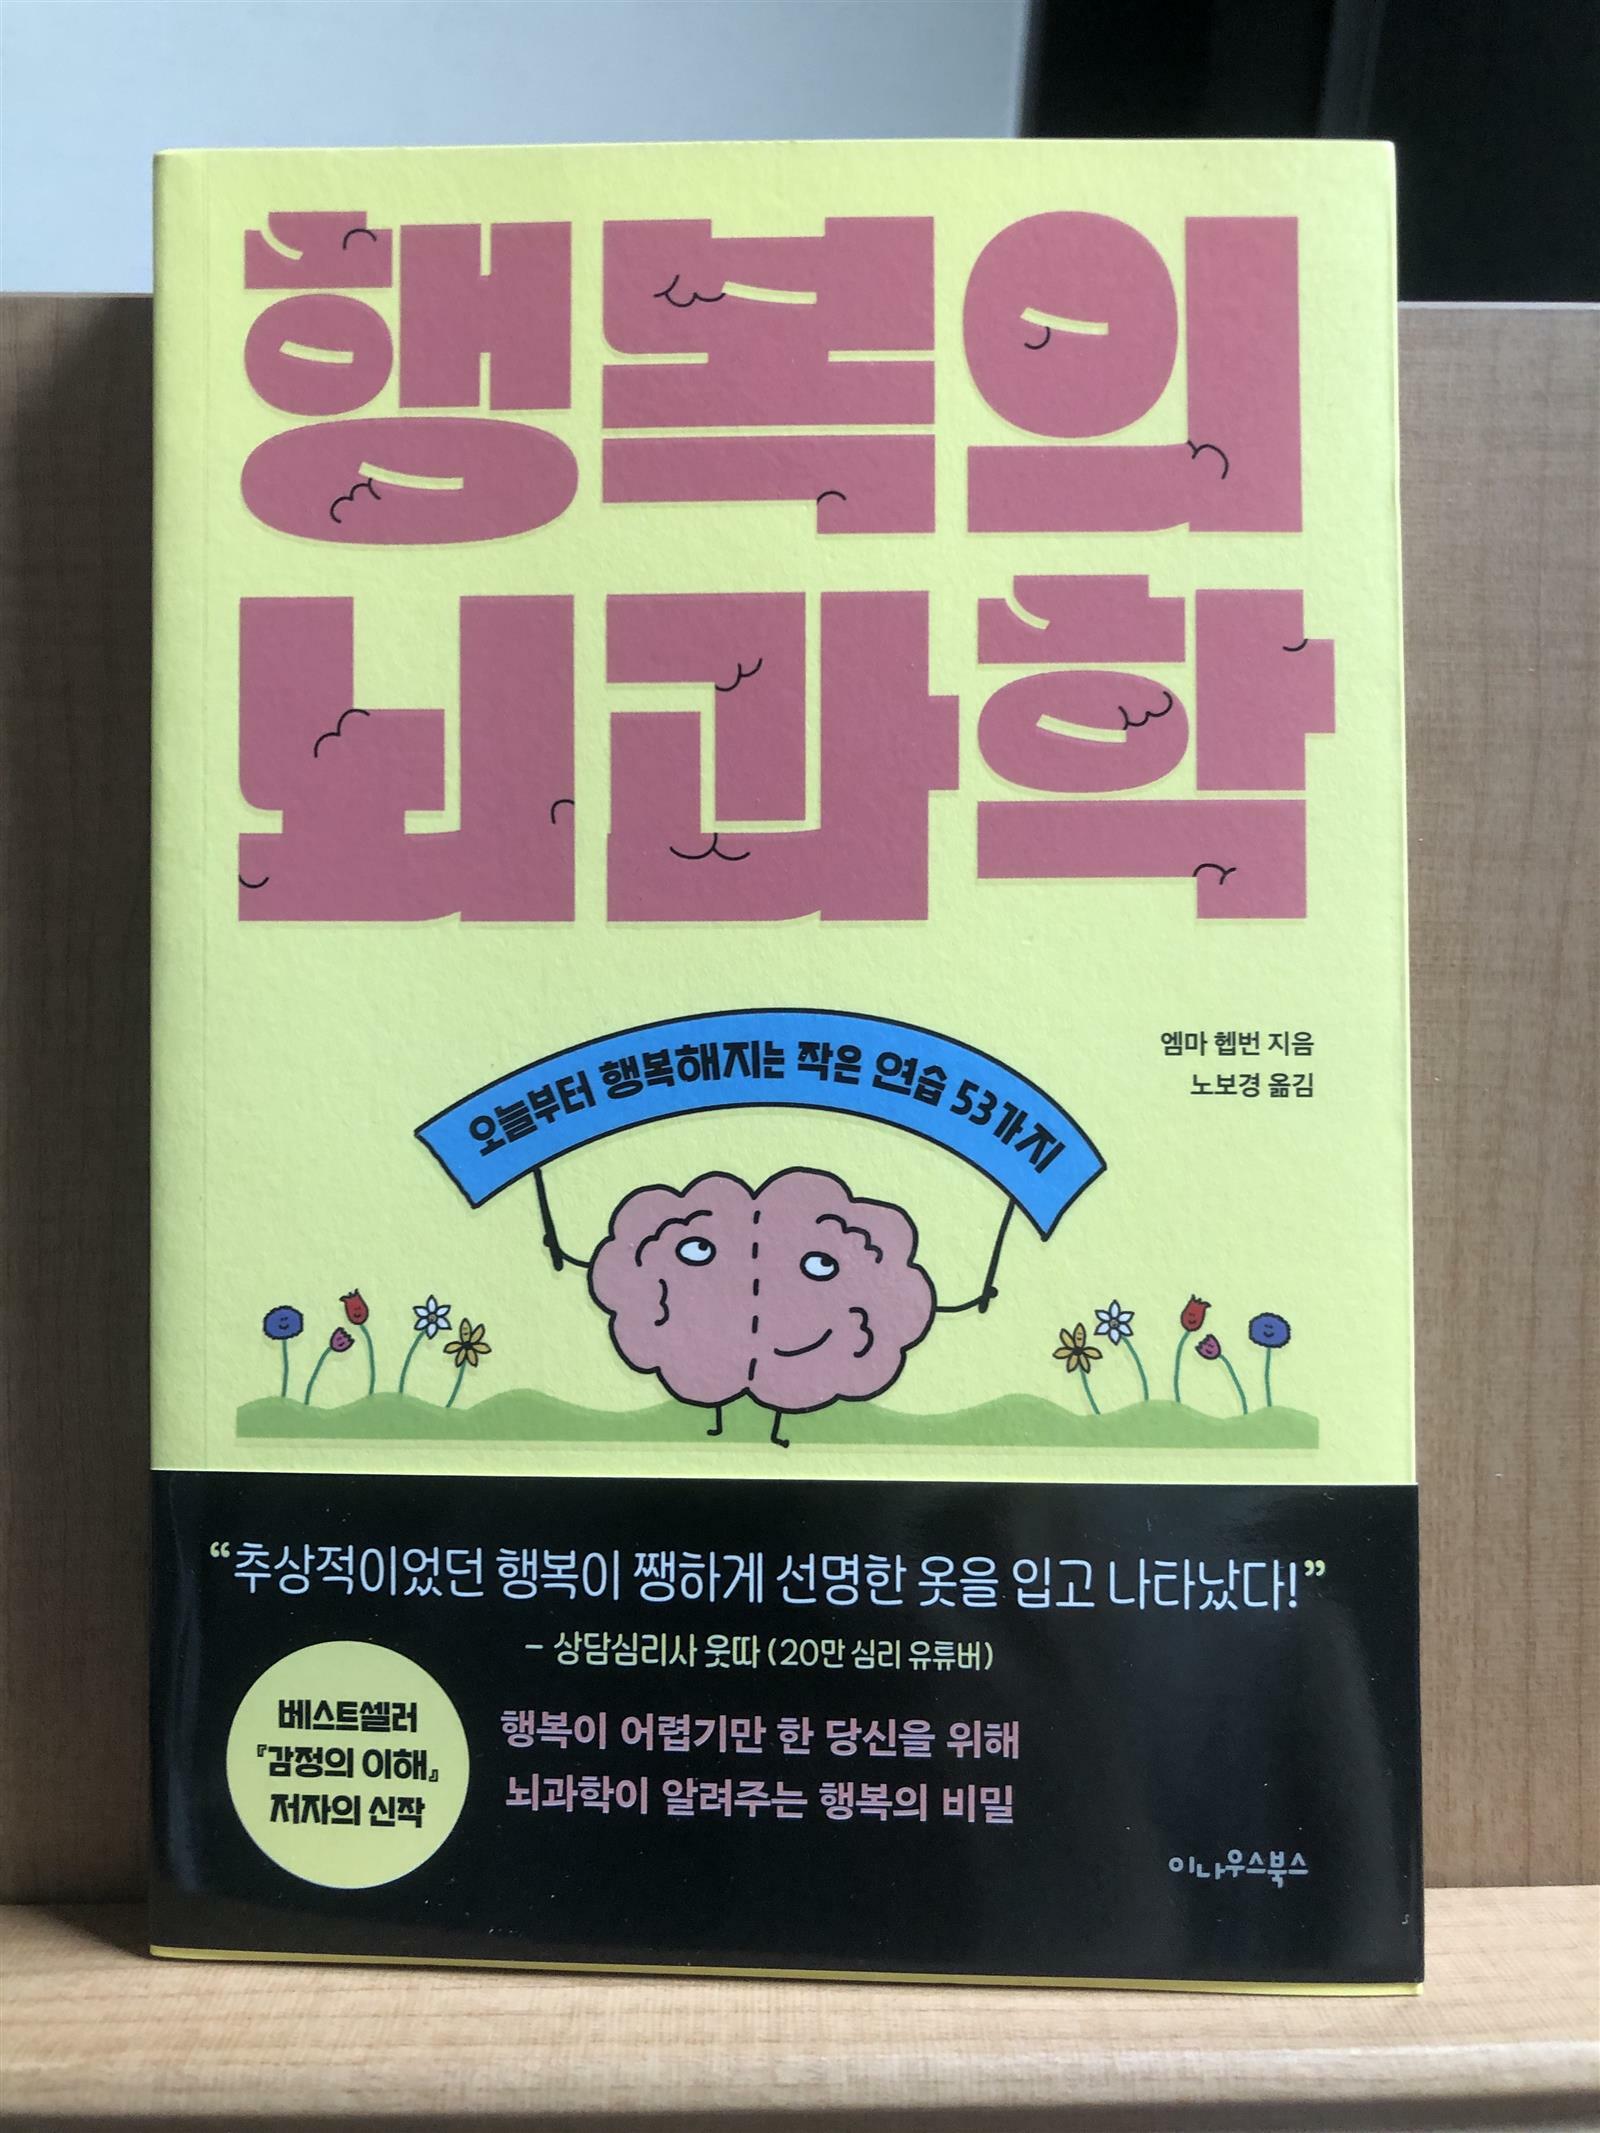 행복의
뇌과학
엠마 헵번 지음
노보경 옮김
오늘부터 행복해지는 작은 연습 53가지
“추상적이었던 행복이 쨍하게 선명한 옷을 입고 나타났다!”
– 상담심리사 웃따 (20만 심리 유튜버)
베스트셀러
『감정의 이해』
저자의 신작
행복이 어렵기만 한 당신을 위해
뇌과학이 알려주는 행복의 비밀
이나우스북스